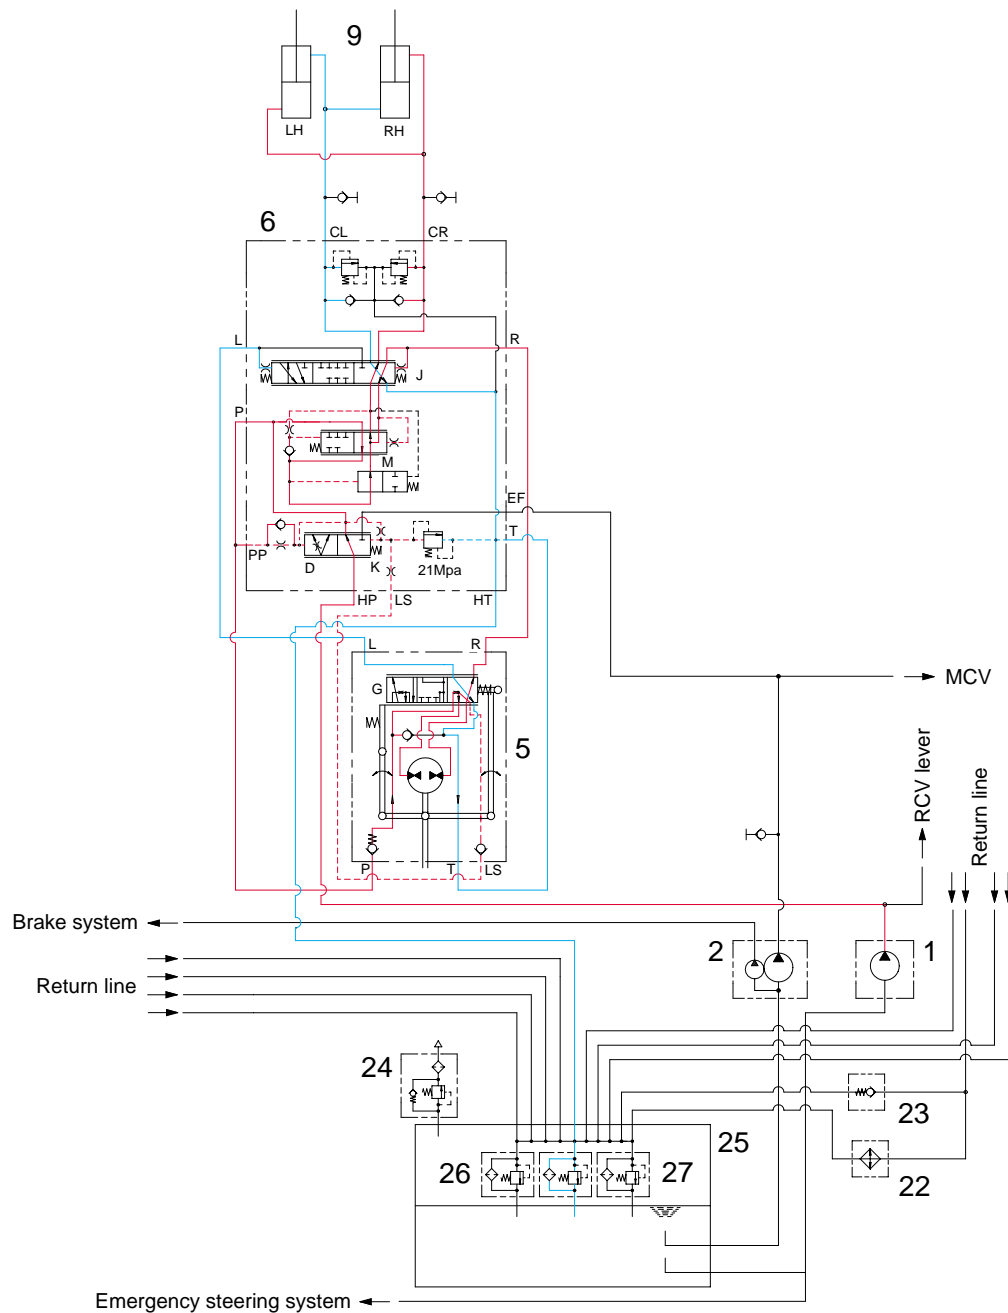 9
LH
RH
6
CL
CR
L
R
J
P
M
EF
T
PP
D
K
21Mpa
HP
LS
HT
L
R
G
MCV
5
RCV lever
Return line
P
T
LS
Brake system
2
1
Return line
24
23
25
26
27
22
Emergency steering system